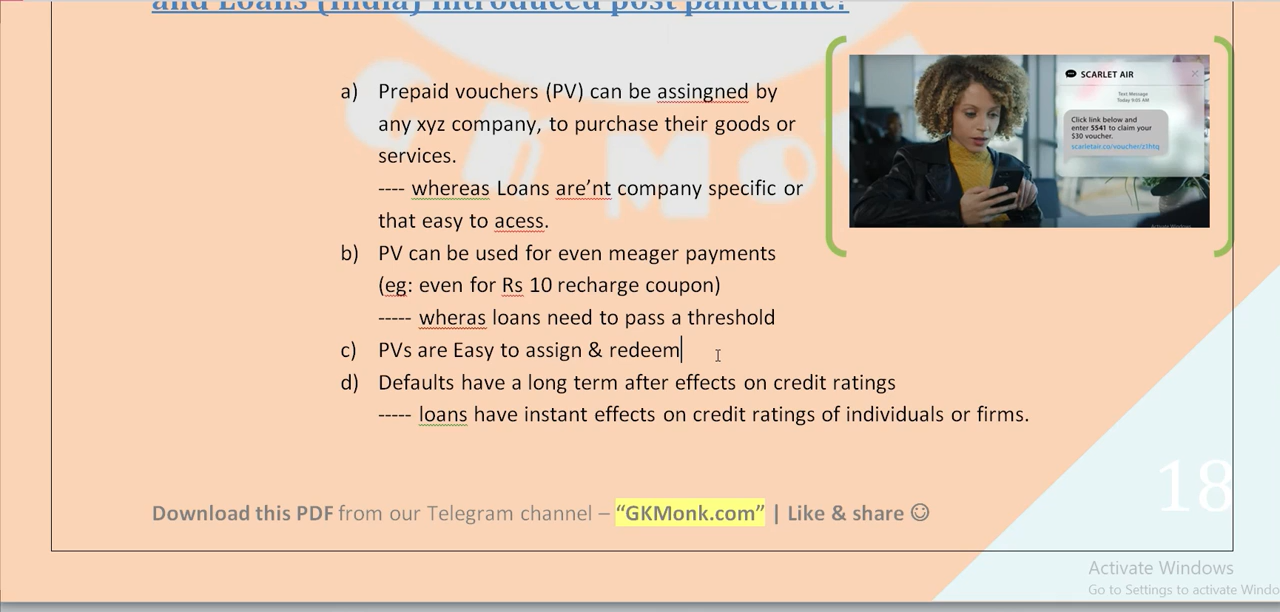 and Loans (India) introduced post pandemic?
a) Prepaid vouchers (PV) can be assingned by
any xyz company, to purchase their goods or
services.
---- whereas Loans are’nt company specific or
that easy to acess.
b) PV can be used for even meager payments
(eg: even for Rs 10 recharge coupon)
----- wheras loans need to pass a threshold
c) PVs are Easy to assign & redeem
d) Defaults have a long term after effects on credit ratings
----- loans have instant effects on credit ratings of individuals or firms.
SCARLET AIR
Text Message
Today 9:05 AM
Click link below and
enter 5541 to claim your
$30 voucher.
scarletair.co/voucher/z1htq
Activate Windows
18
Download this PDF from our Telegram channel – “GKMonk.com” | Like & share ☺
Activate Windows
Go to Settings to activate Windo